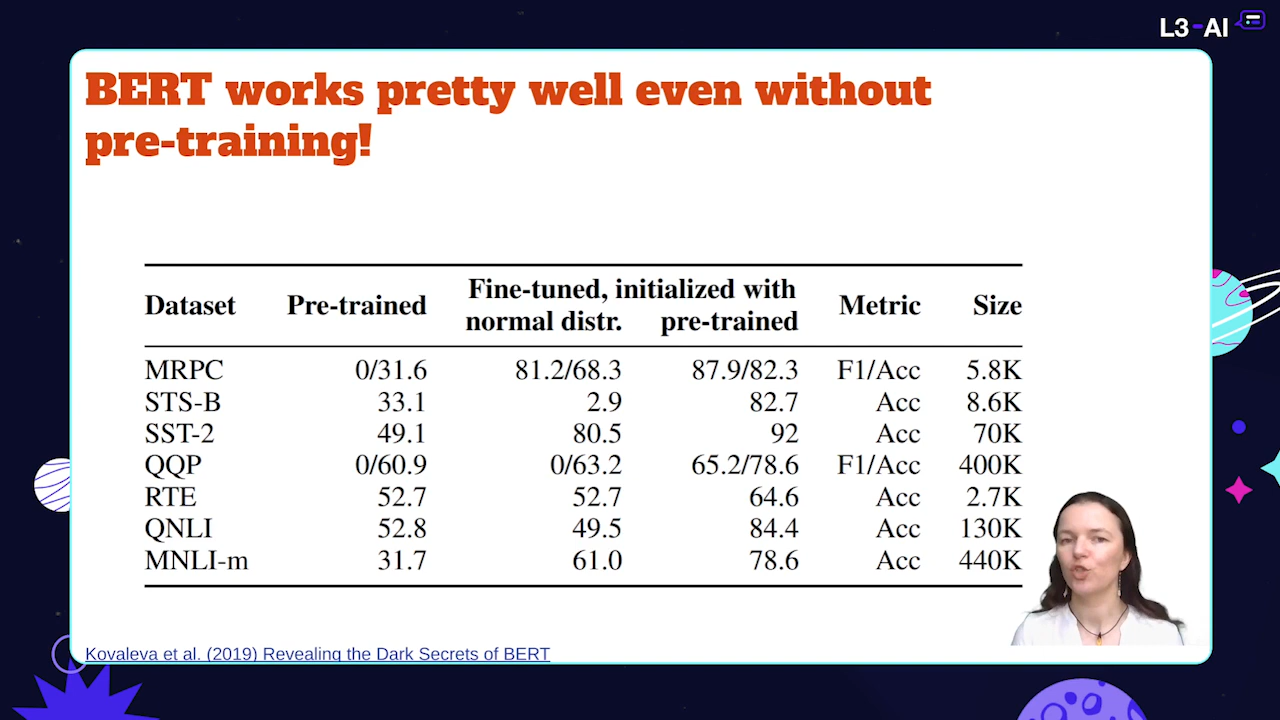 L3-AI
BERT works pretty well even without
pre-training!
Dataset Pre-trained Fine-tuned, initialized with Metric Size
normal distr. pre-trained
MRPC 0/31.6 81.2/68.3 87.9/82.3 F1/Acc 5.8K
STS-B 33.1 2.9 82.7 Acc 8.6K
SST-2 49.1 80.5 92 Acc 70K
QQP 0/60.9 0/63.2 65.2/78.6 F1/Acc 400K
RTE 52.7 52.7 64.6 Acc 2.7K
QNLI 52.8 49.5 84.4 Acc 130K
MNLI-m 31.7 61.0 78.6 Acc 440K
Kovaleva et al. (2019) Revealing the Dark Secrets of BERT